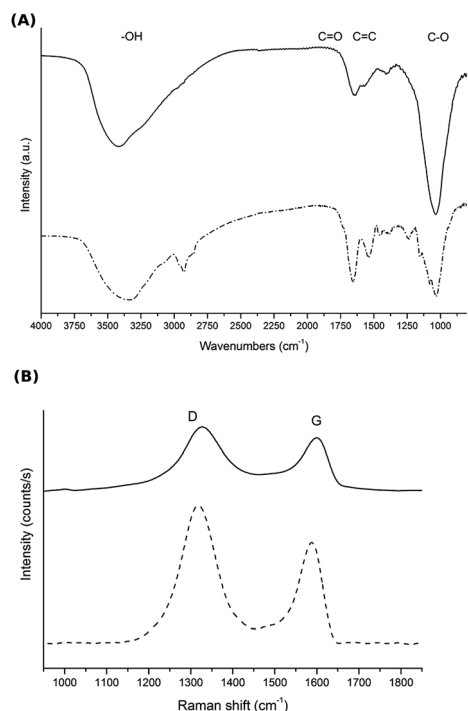 (A)
-OH C=O C=C C-O
Intensity (a.u.)
4000 3750 3500 3250 3000 2750 2500 2250 2000 1750 1500 1250 1000
Wavenumbers (cm⁻¹)
(B)
D G
Intensity (counts/s)
1000 1100 1200 1300 1400 1500 1600 1700 1800
Raman shift (cm⁻¹)